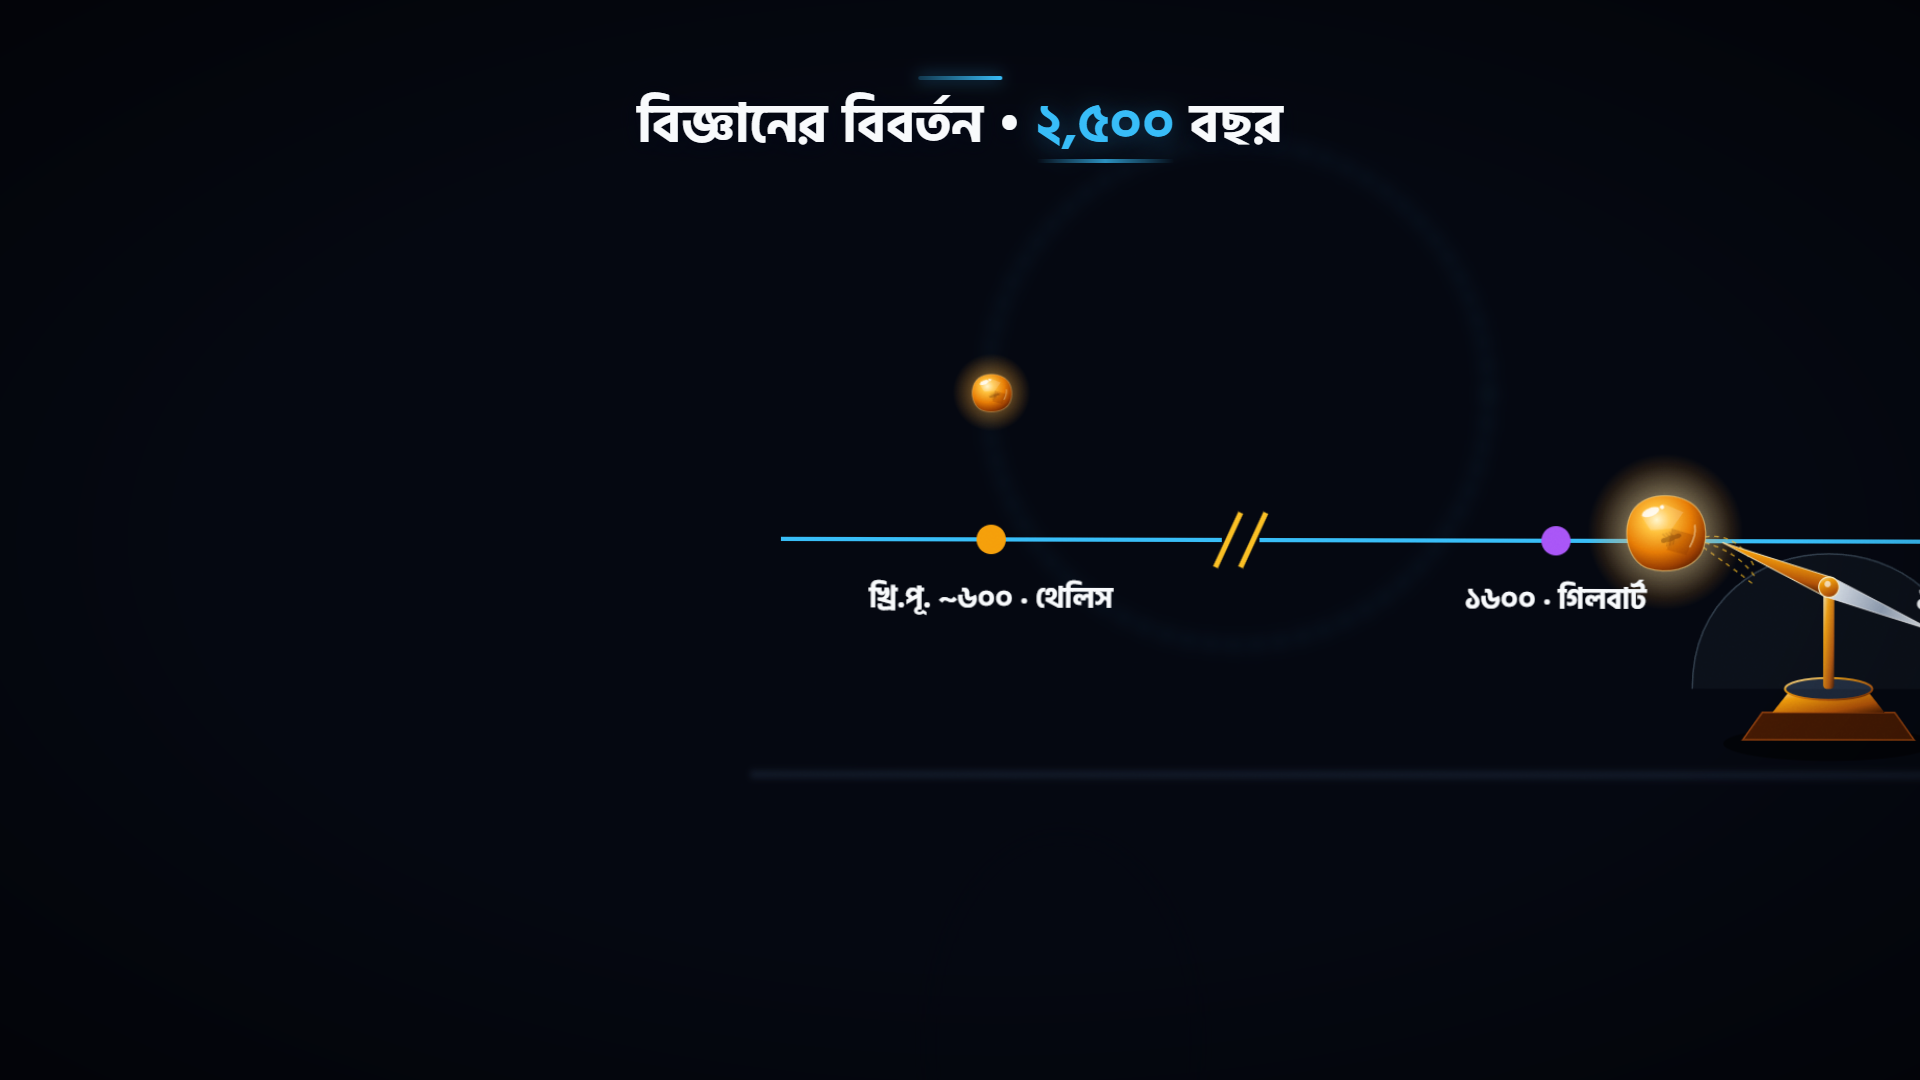 বিজ্ঞানের বিবর্তন • ২,৫০০ বছর
খ্রি.পূ. ~৬০০ · থেলিস
১৬০০ · গিলবার্ট